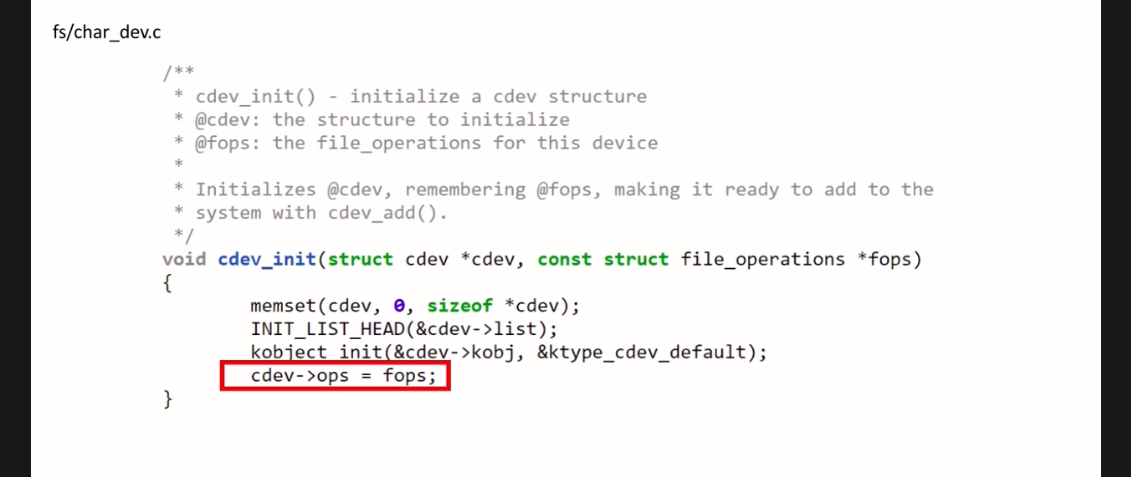 fs/char_dev.c
/**
 * cdev_init() - initialize a cdev structure
 * @cdev: the structure to initialize
 * @fops: the file_operations for this device
 *
 * Initializes @cdev, remembering @fops, making it ready to add to the
 * system with cdev_add().
 */
void cdev_init(struct cdev *cdev, const struct file_operations *fops)
{
        memset(cdev, 0, sizeof *cdev);
        INIT_LIST_HEAD(&cdev->list);
        kobject_init(&cdev->kobj, &ktype_cdev_default);
        cdev->ops = fops;
}